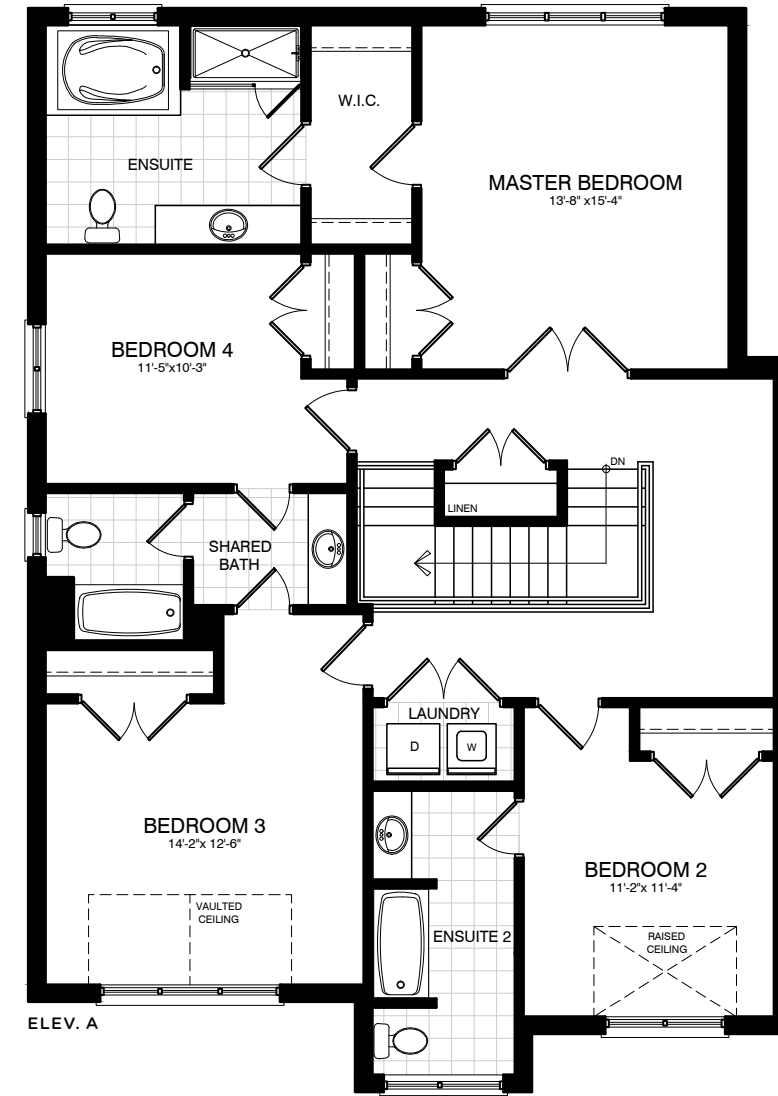 W.I.C.
ENSUITE
MASTER BEDROOM
13'-8" x15'-4"
BEDROOM 4
11'-5"x10'-3"
DN
LINEN
SHARED
BATH
LAUNDRY
D
W
BEDROOM 3
14'-2"x 12'-6"
BEDROOM 2
11'-2"x 11'-4"
VAULTED
CEILING
ENSUITE 2
RAISED
CEILING
ELEV. A